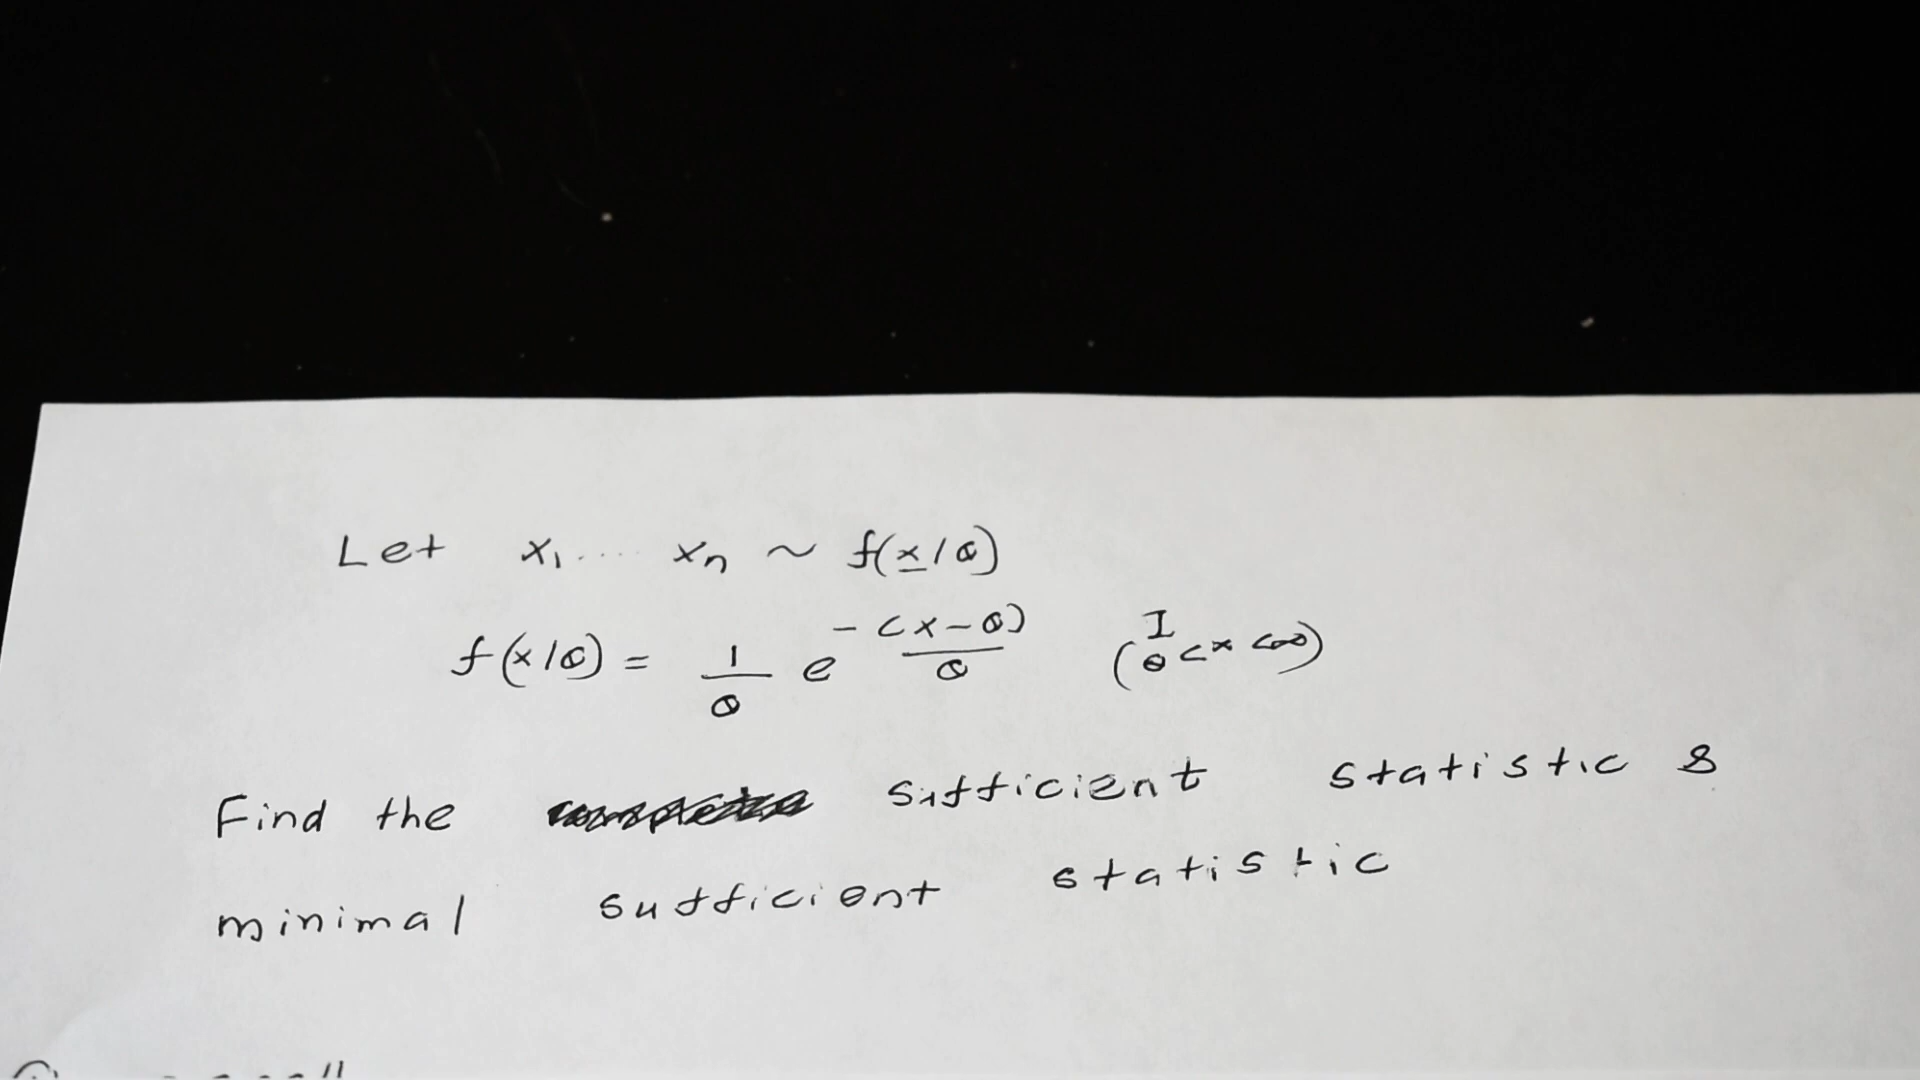 Let x₁.... xₙ ~ f(x̲/θ)
f(x/θ) = 1/θ e^(-(x-θ)/θ) I(θ<x<∞)
Find the sufficient statistic &
minimal sufficient statistic